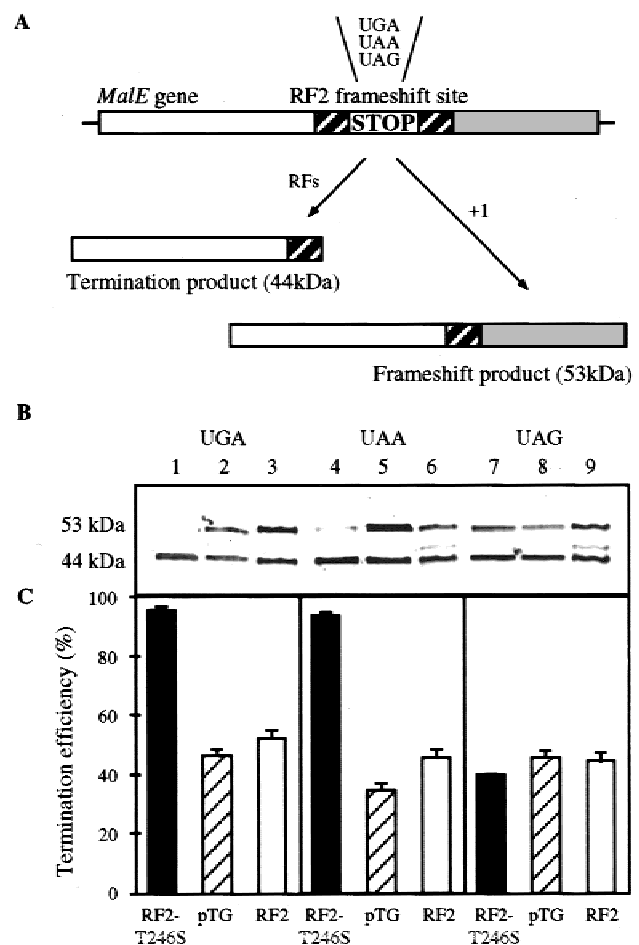 A
UGA
UAA
UAG
MalE gene
RF2 frameshift site
STOP
RFs
+1
Termination product (44kDa)
Frameshift product (53kDa)
B
UGA UAA UAG
1 2 3 4 5 6 7 8 9
53 kDa
44 kDa
C
Termination efficiency (%)
100
80
60
40
20
0
RF2- pTG RF2 RF2- pTG RF2 RF2- pTG RF2
T246S T246S T246S